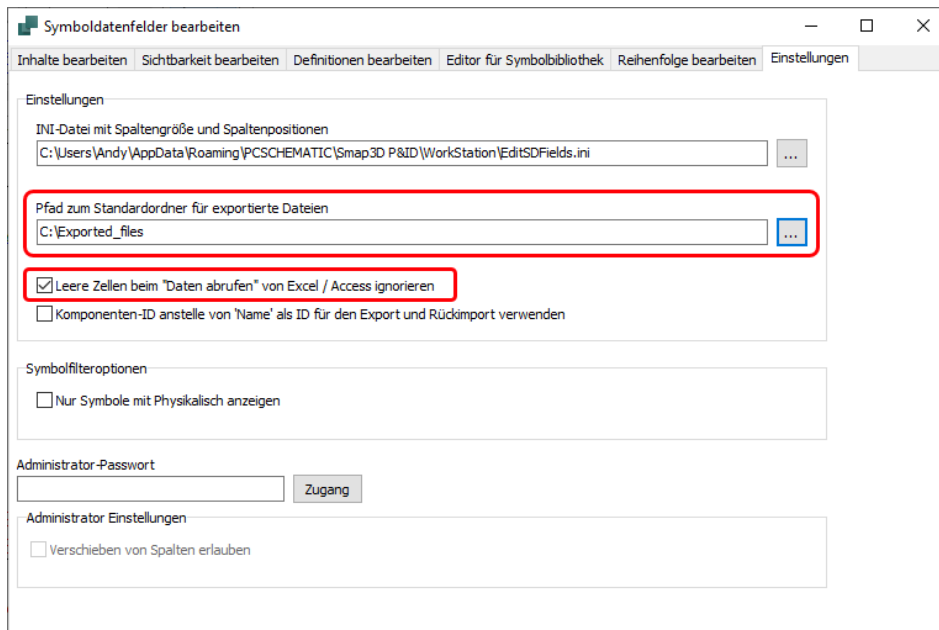 Symboldatenfelder bearbeiten
Inhalte bearbeiten Sichtbarkeit bearbeiten Definitionen bearbeiten Editor für Symbolbibliothek Reihenfolge bearbeiten Einstellungen
Einstellungen
INI-Datei mit Spaltengröße und Spaltenpositionen
C:\Users\Andy\AppData\Roaming\PCSCHEMATIC\Smap3D P&ID\WorkStation\EditSDFields.ini ...
Pfad zum Standardordner für exportierte Dateien
C:\Exported_files ...
Leere Zellen beim "Daten abrufen" von Excel / Access ignorieren
Komponenten-ID anstelle von 'Name' als ID für den Export und Rückimport verwenden
Symbolfilteroptionen
Nur Symbole mit Physikalisch anzeigen
Administrator-Passwort
Zugang
Administrator Einstellungen
Verschieben von Spalten erlauben